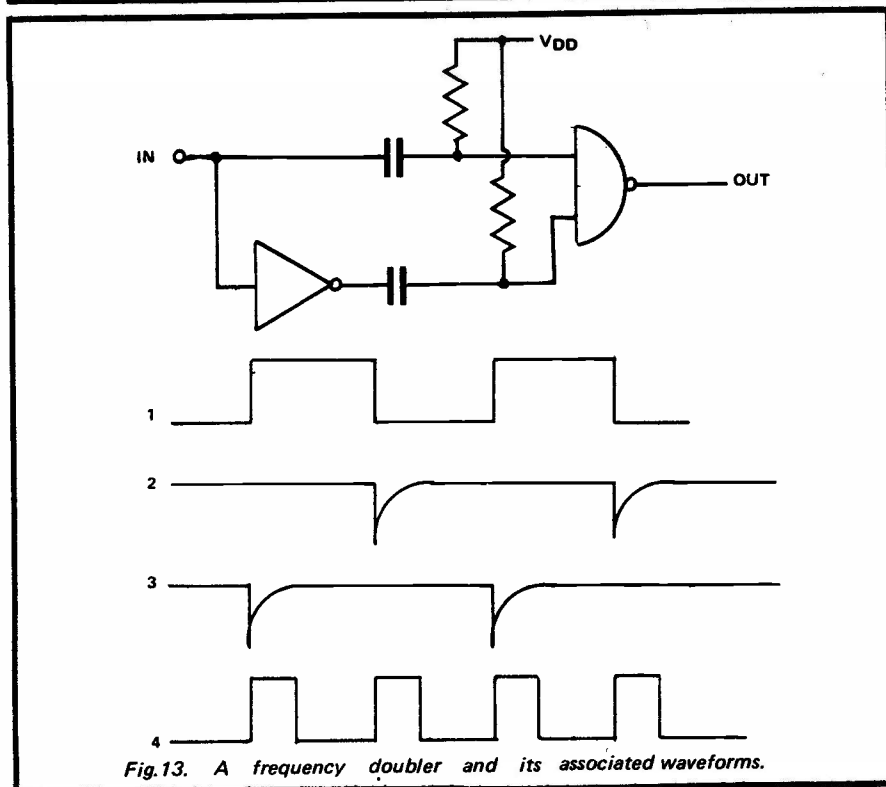 VDD
IN
OUT
1
2
3
4
Fig.13. A frequency doubler and its associated waveforms.